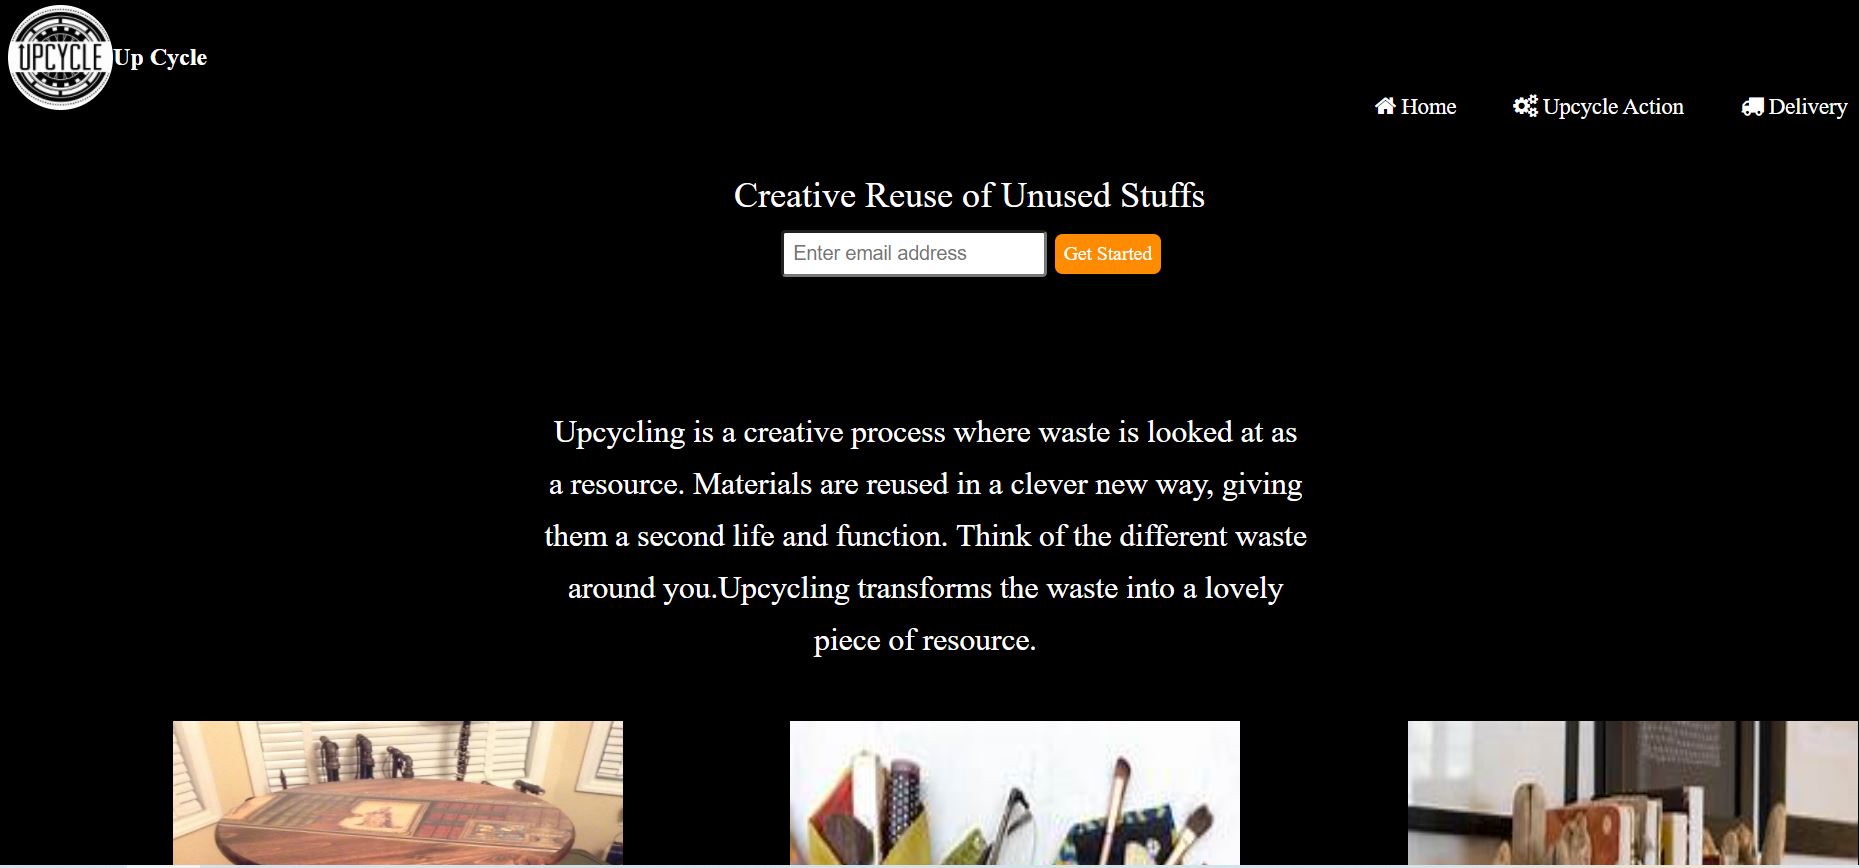 UPCYCLE
Up Cycle
Home
Upcycle Action
Delivery
Creative Reuse of Unused Stuffs
Enter email address
Get Started
Upcycling is a creative process where waste is looked at as
a resource. Materials are reused in a clever new way, giving
them a second life and function. Think of the different waste
around you.Upcycling transforms the waste into a lovely
piece of resource.